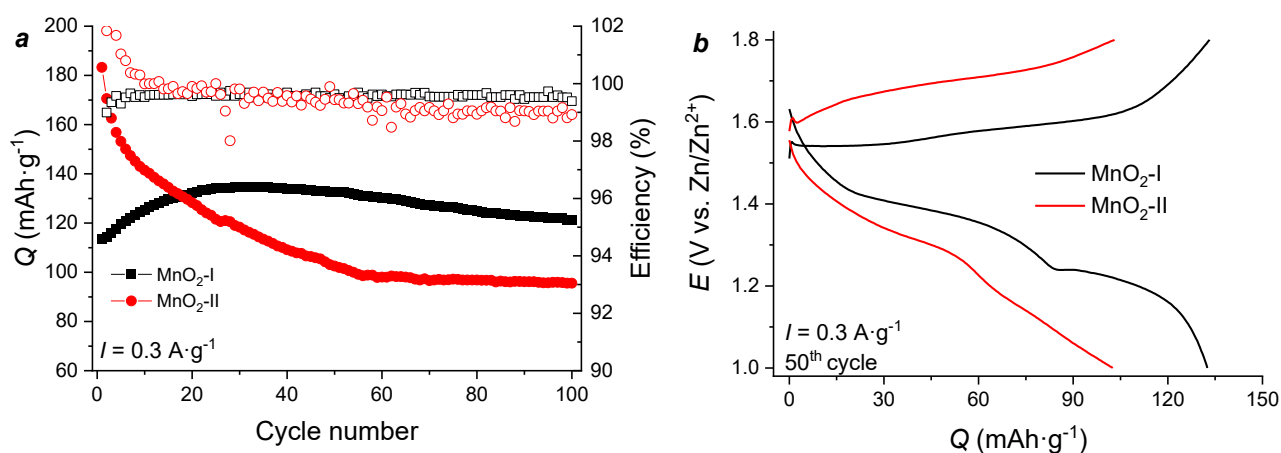 a
200
180
160
140
120
100
80
60
Q (mAh·g⁻¹)
MnO₂-I
MnO₂-II
I = 0.3 A·g⁻¹
0
20
40
60
80
100
Cycle number
102
100
98
96
94
92
90
Efficiency (%)
b
1.8
1.6
1.4
1.2
1.0
E (V vs. Zn/Zn²⁺)
MnO₂-I
MnO₂-II
I = 0.3 A·g⁻¹
50ᵗʰ cycle
0
30
60
90
120
150
Q (mAh·g⁻¹)